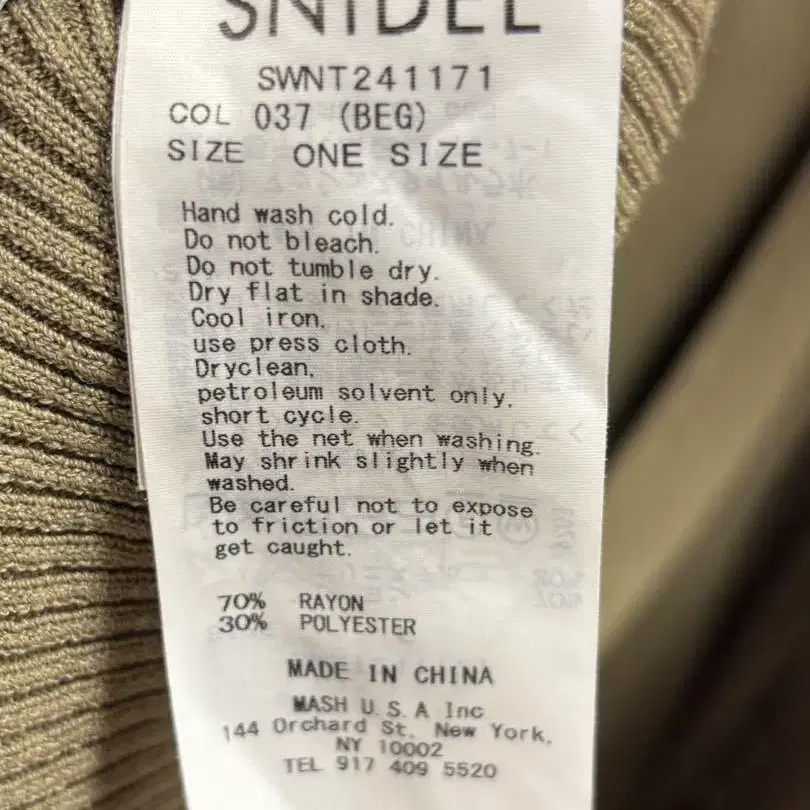 SNIDEL
SWNT241171
COL 037 (BEG)
SIZE ONE SIZE
Hand wash cold.
Do not bleach.
Do not tumble dry.
Dry flat in shade.
Cool iron,
use press cloth.
Dryclean,
petroleum solvent only,
short cycle.
Use the net when washing.
May shrink slightly when
washed.
Be careful not to expose
to friction or let it
get caught.
70% RAYON
30% POLYESTER
MADE IN CHINA
MASH U.S.A Inc
144 Orchard St, New York,
NY 10002
TEL 917 409 5520